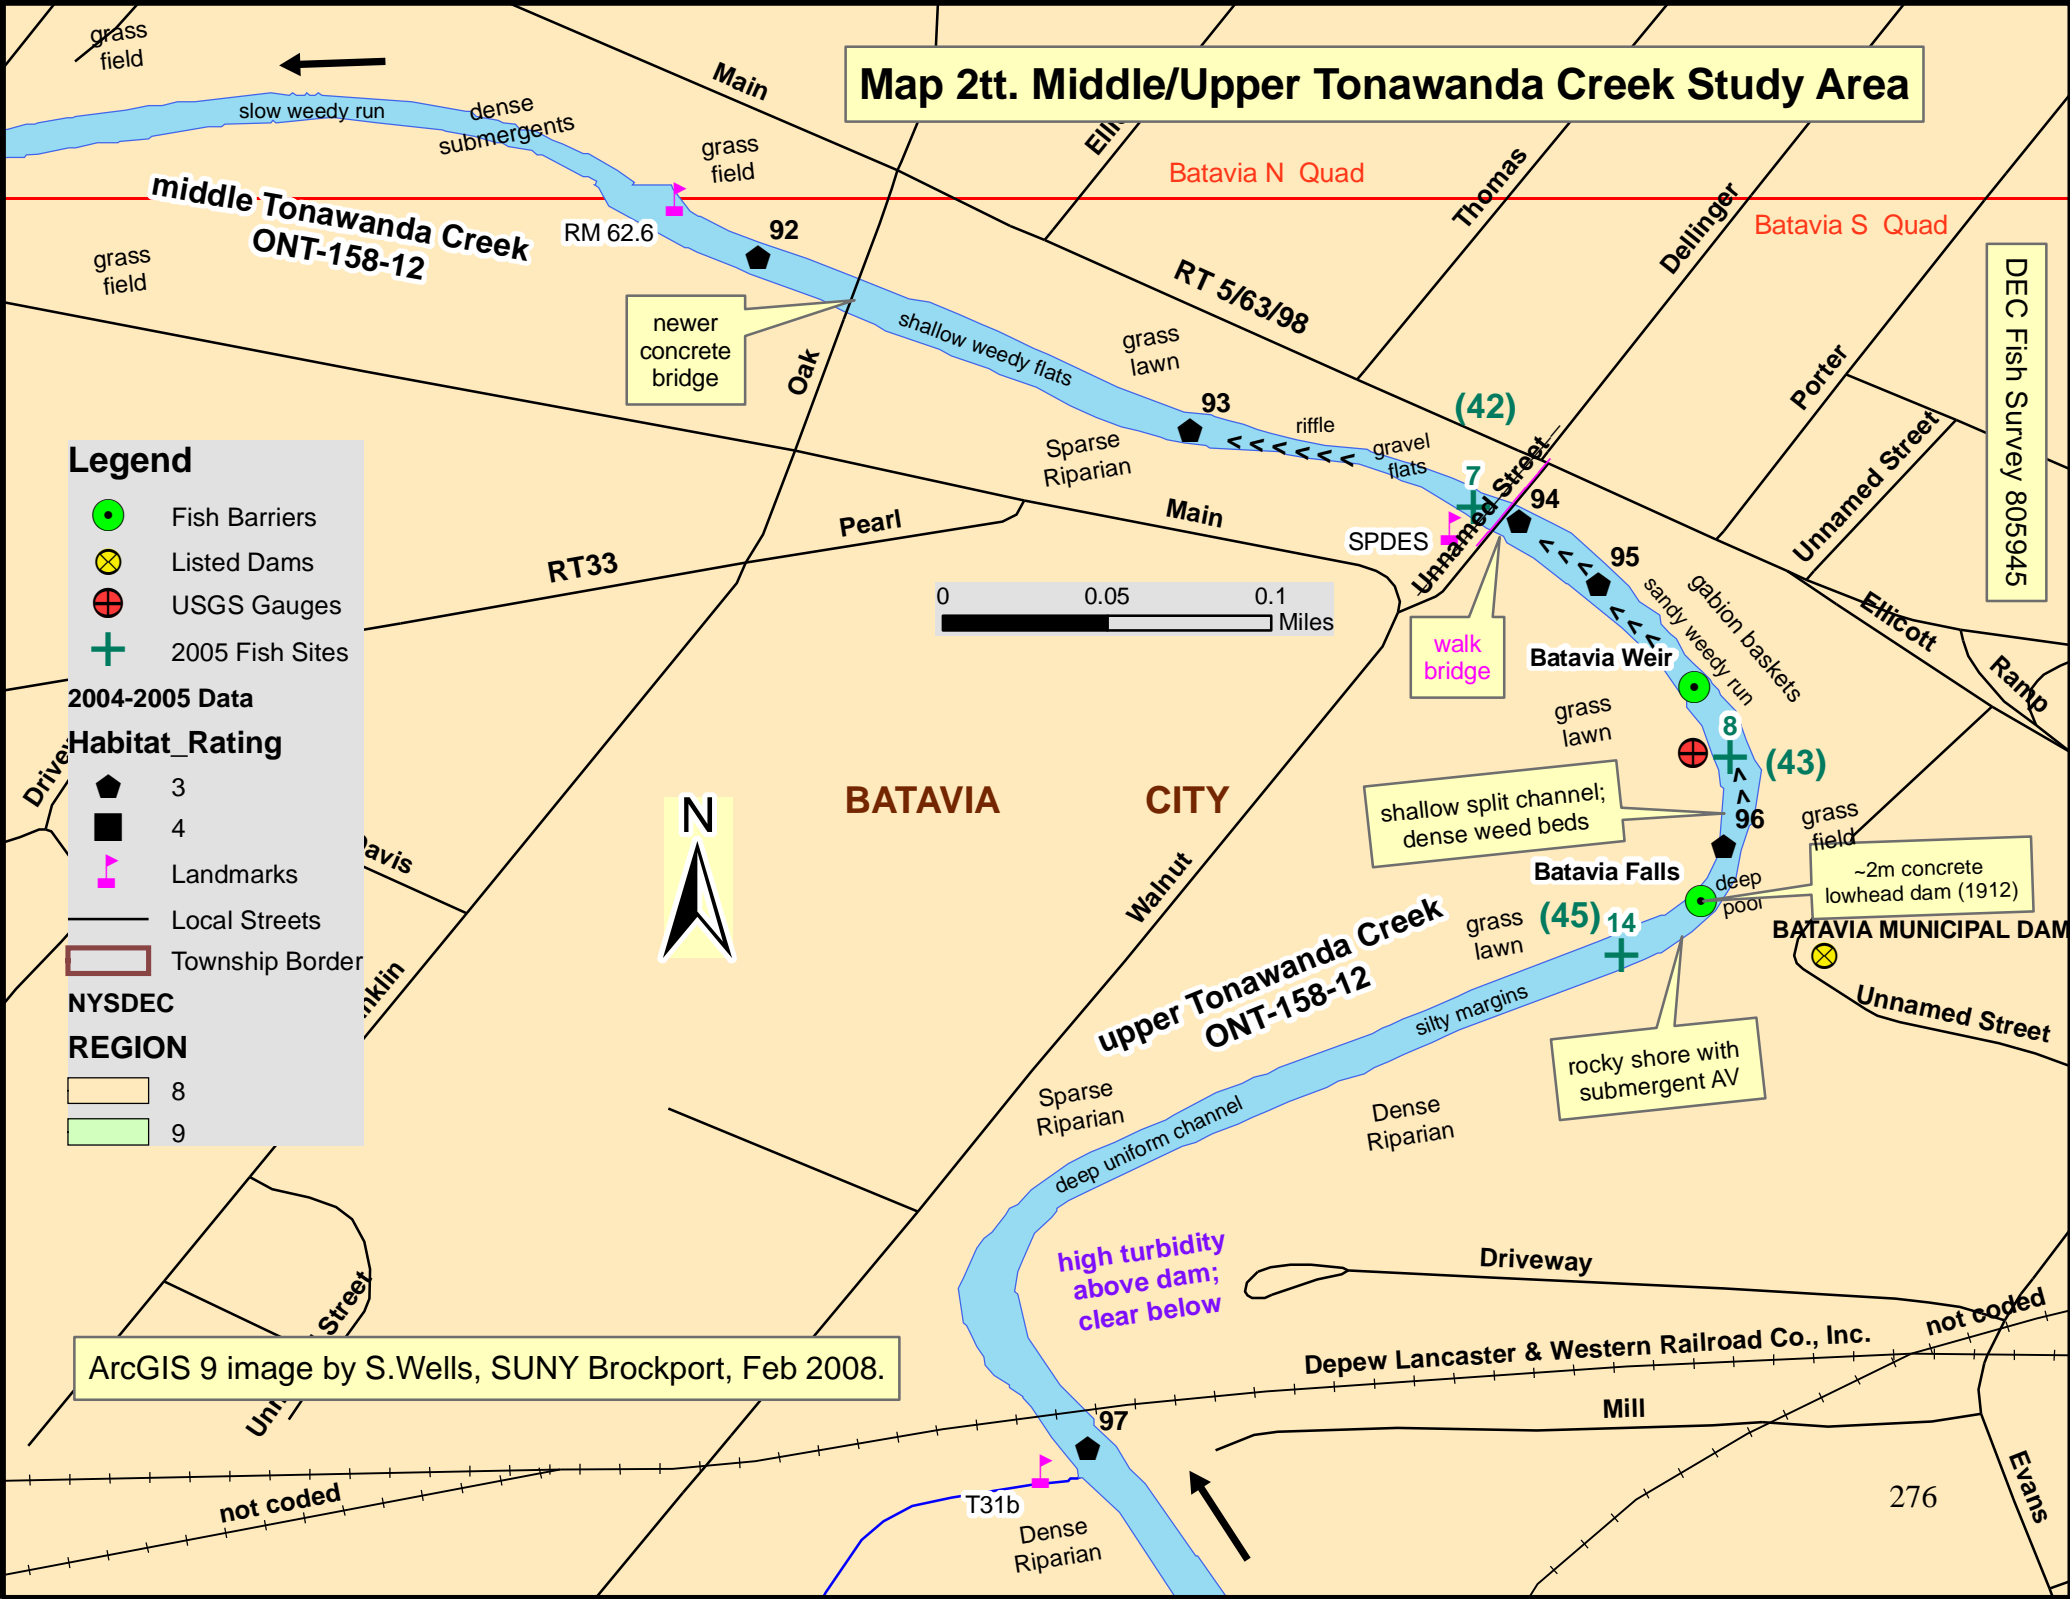 grass
field
Main
Map 2tt. Middle/Upper Tonawanda Creek Study Area
slow weedy run
dense
submergents
grass
field
Batavia N  Quad
Thomas
Dellinger
Batavia S  Quad
middle Tonawanda Creek
ONT-158-12
RM 62.6
92
grass
field
RT 5/63/98
DEC Fish Survey 805945
newer
concrete
bridge
Oak
shallow weedy flats
grass
lawn
Porter
93
(42)
riffle
gravel
flats
Unnamed Street
Sparse
Riparian
Unnamed Street
7
94
SPDES
Main
Pearl
RT33
95
sandy weedy run
gabion baskets
Ellicott
Ramp
0
0.05
0.1
Miles
walk
bridge
Batavia Weir
grass
lawn
8
(43)
Legend
Fish Barriers
Listed Dams
USGS Gauges
2005 Fish Sites
2004-2005 Data
Habitat_Rating
3
4
Landmarks
Local Streets
Township Border
NYSDEC
REGION
8
9
N
BATAVIA
CITY
shallow split channel;
dense weed beds
96
grass
field
Walnut
Batavia Falls
deep
pool
~2m concrete
lowhead dam (1912)
(45)
14
grass
lawn
BATAVIA MUNICIPAL DAM
upper Tonawanda Creek
ONT-158-12
silty margins
Unnamed Street
rocky shore with
submergent AV
Sparse
Riparian
deep uniform channel
Dense
Riparian
high turbidity
above dam;
clear below
Driveway
not coded
Street
ArcGIS 9 image by S.Wells, SUNY Brockport, Feb 2008.
Depew Lancaster & Western Railroad Co., Inc.
97
Mill
Evans
not coded
T31b
Dense
Riparian
276